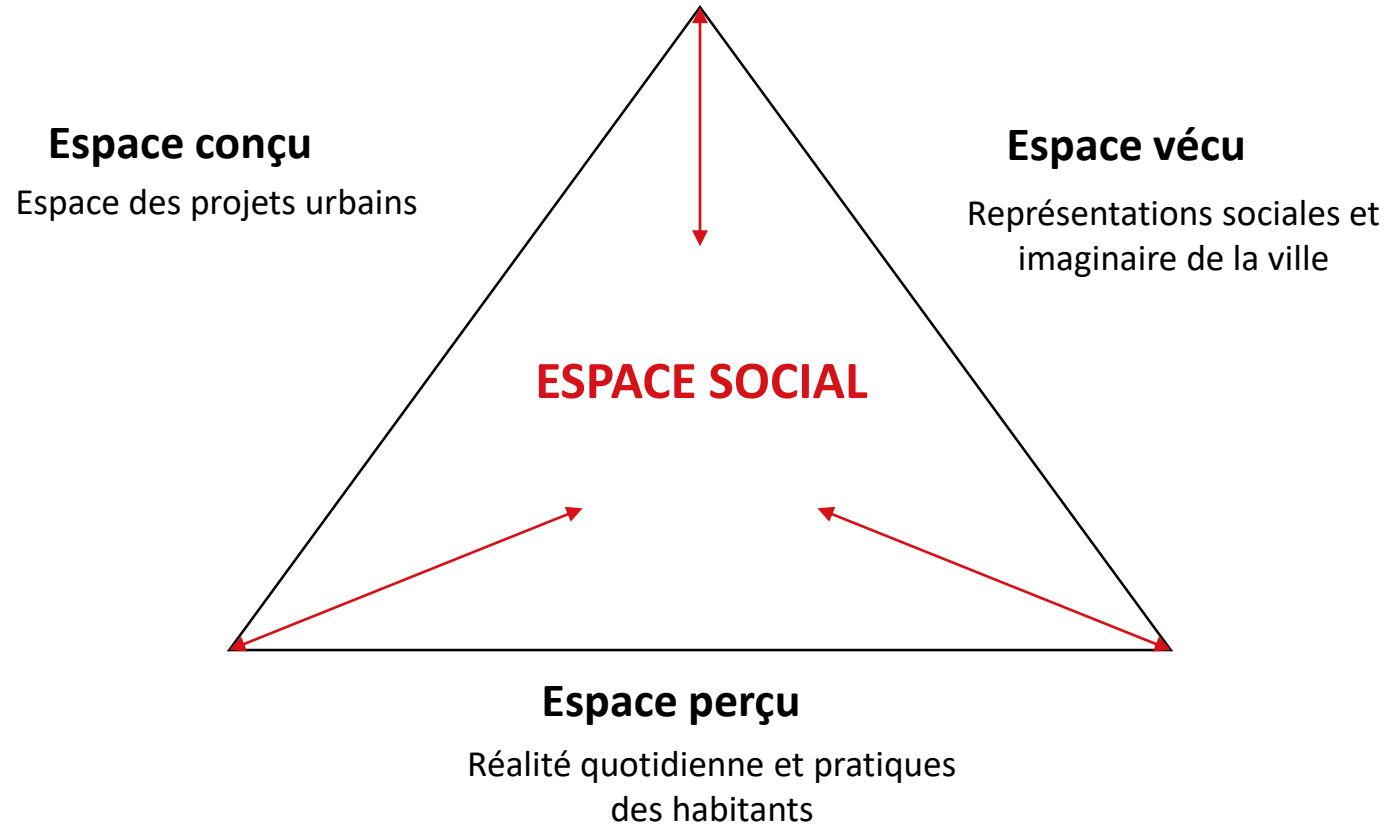 Espace conçu
Espace des projets urbains
Espace vécu
Représentations sociales et
imaginaire de la ville
ESPACE SOCIAL
Espace perçu
Réalité quotidienne et pratiques
des habitants